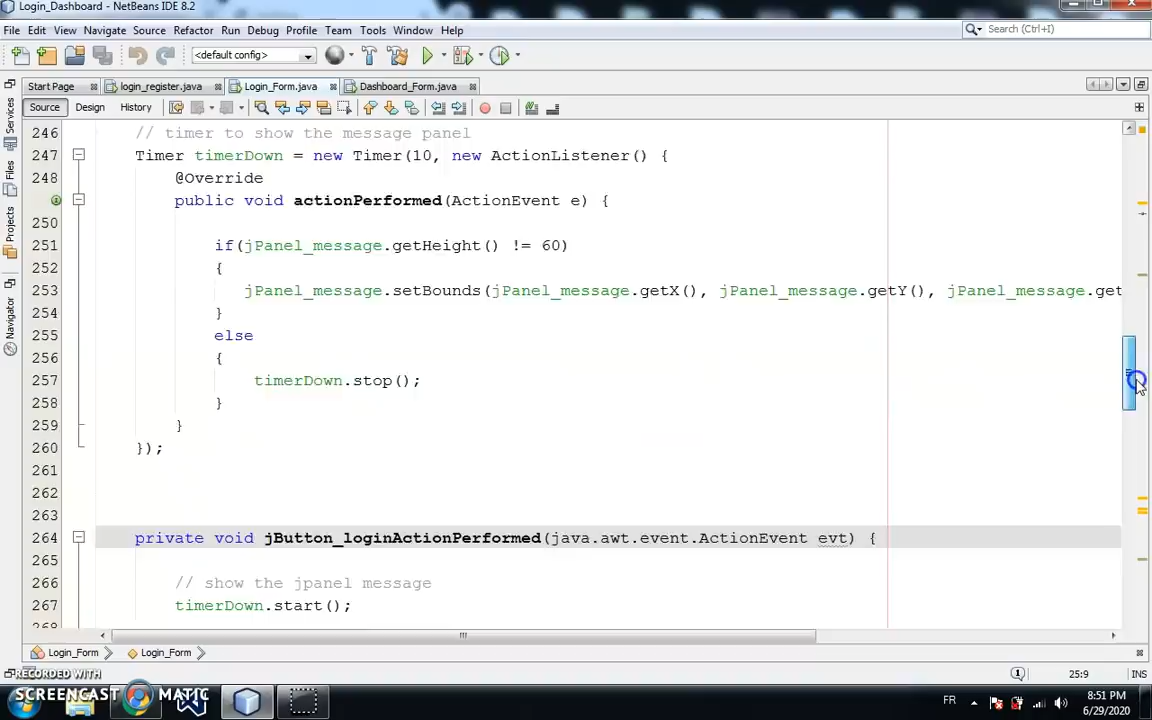 Login_Dashboard - NetBeans IDE 8.2
File Edit View Navigate Source Refactor Run Debug Profile Team Tools Window Help
Search (Ctrl+I)
<default config>
Start Page login_register.java Login_Form.java Dashboard_Form.java
Source Design History
Services
Files
Projects
Navigator
246 // timer to show the message panel
247 Timer timerDown = new Timer(10, new ActionListener() {
248 @Override
public void actionPerformed(ActionEvent e) {
250
251 if(jPanel_message.getHeight() != 60)
252 {
253 jPanel_message.setBounds(jPanel_message.getX(), jPanel_message.getY(), jPanel_message.get
254 }
255 else
256 {
257 timerDown.stop();
258 }
259 }
260 });
261
262
263
264 private void jButton_loginActionPerformed(java.awt.event.ActionEvent evt) {
265
266 // show the jpanel message
267 timerDown.start();
268
Login_Form Login_Form
1 25:9 INS
RECORDED WITH
SCREENCAST MATIC
FR 8:51 PM
6/29/2020